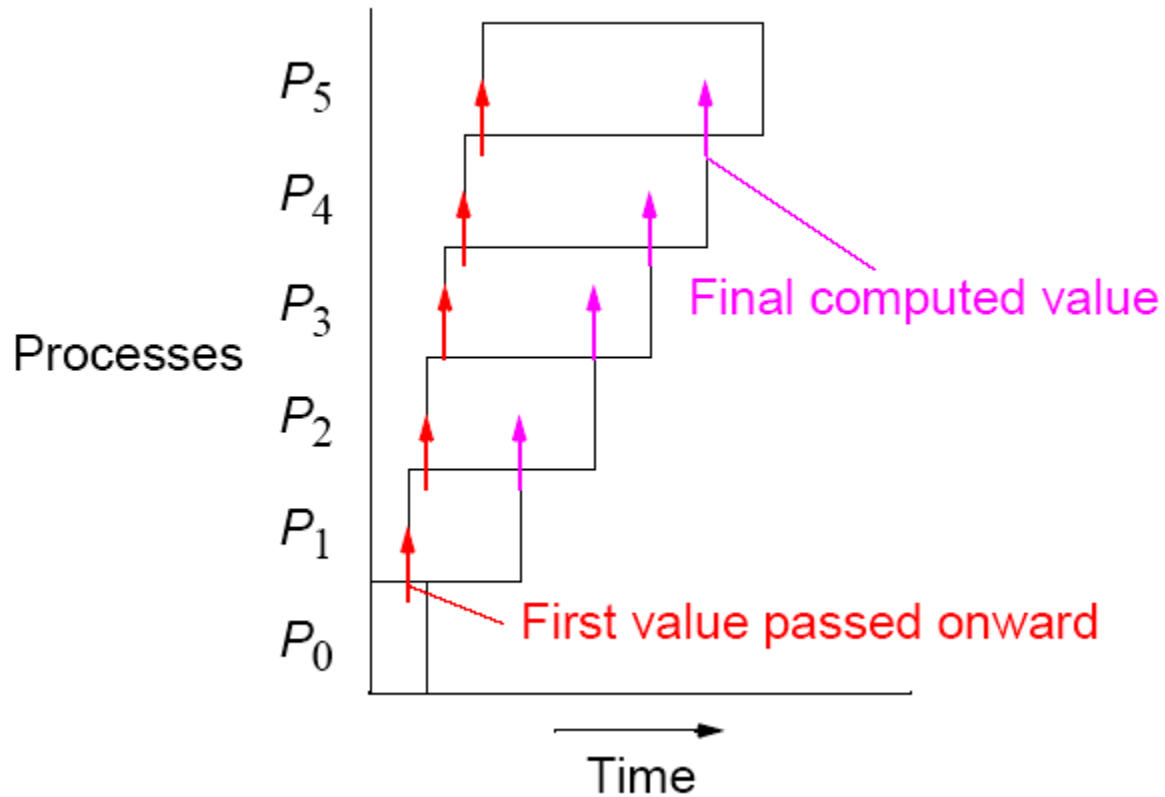 P5
P4
P3
P2
P1
P0
Processes
Final computed value
First value passed onward
Time